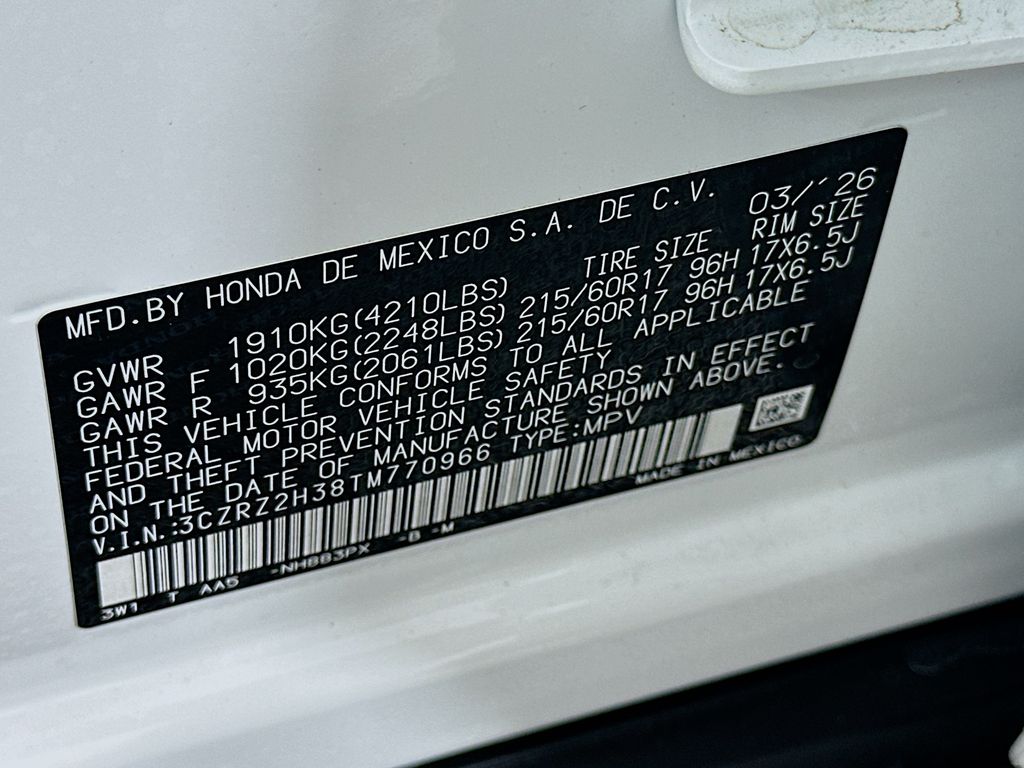 MFD.BY HONDA DE MEXICO S.A. DE C.V. 03/´26
TIRE SIZE RIM SIZE
GVWR 1910KG(4210LBS)
GAWR F 1020KG(2248LBS) 215/60R17 96H 17X6.5J
GAWR R 935KG(2061LBS) 215/60R17 96H 17X6.5J
THIS VEHICLE CONFORMS TO ALL APPLICABLE
FEDERAL MOTOR VEHICLE SAFETY
AND THEFT PREVENTION STANDARDS IN EFFECT
ON THE DATE OF MANUFACTURE SHOWN ABOVE.
V.I.N.:3CZRZ2H38TM770966 TYPE:MPV
3W1 T AA5 -NH883PX -B -M MADE IN MEXICO